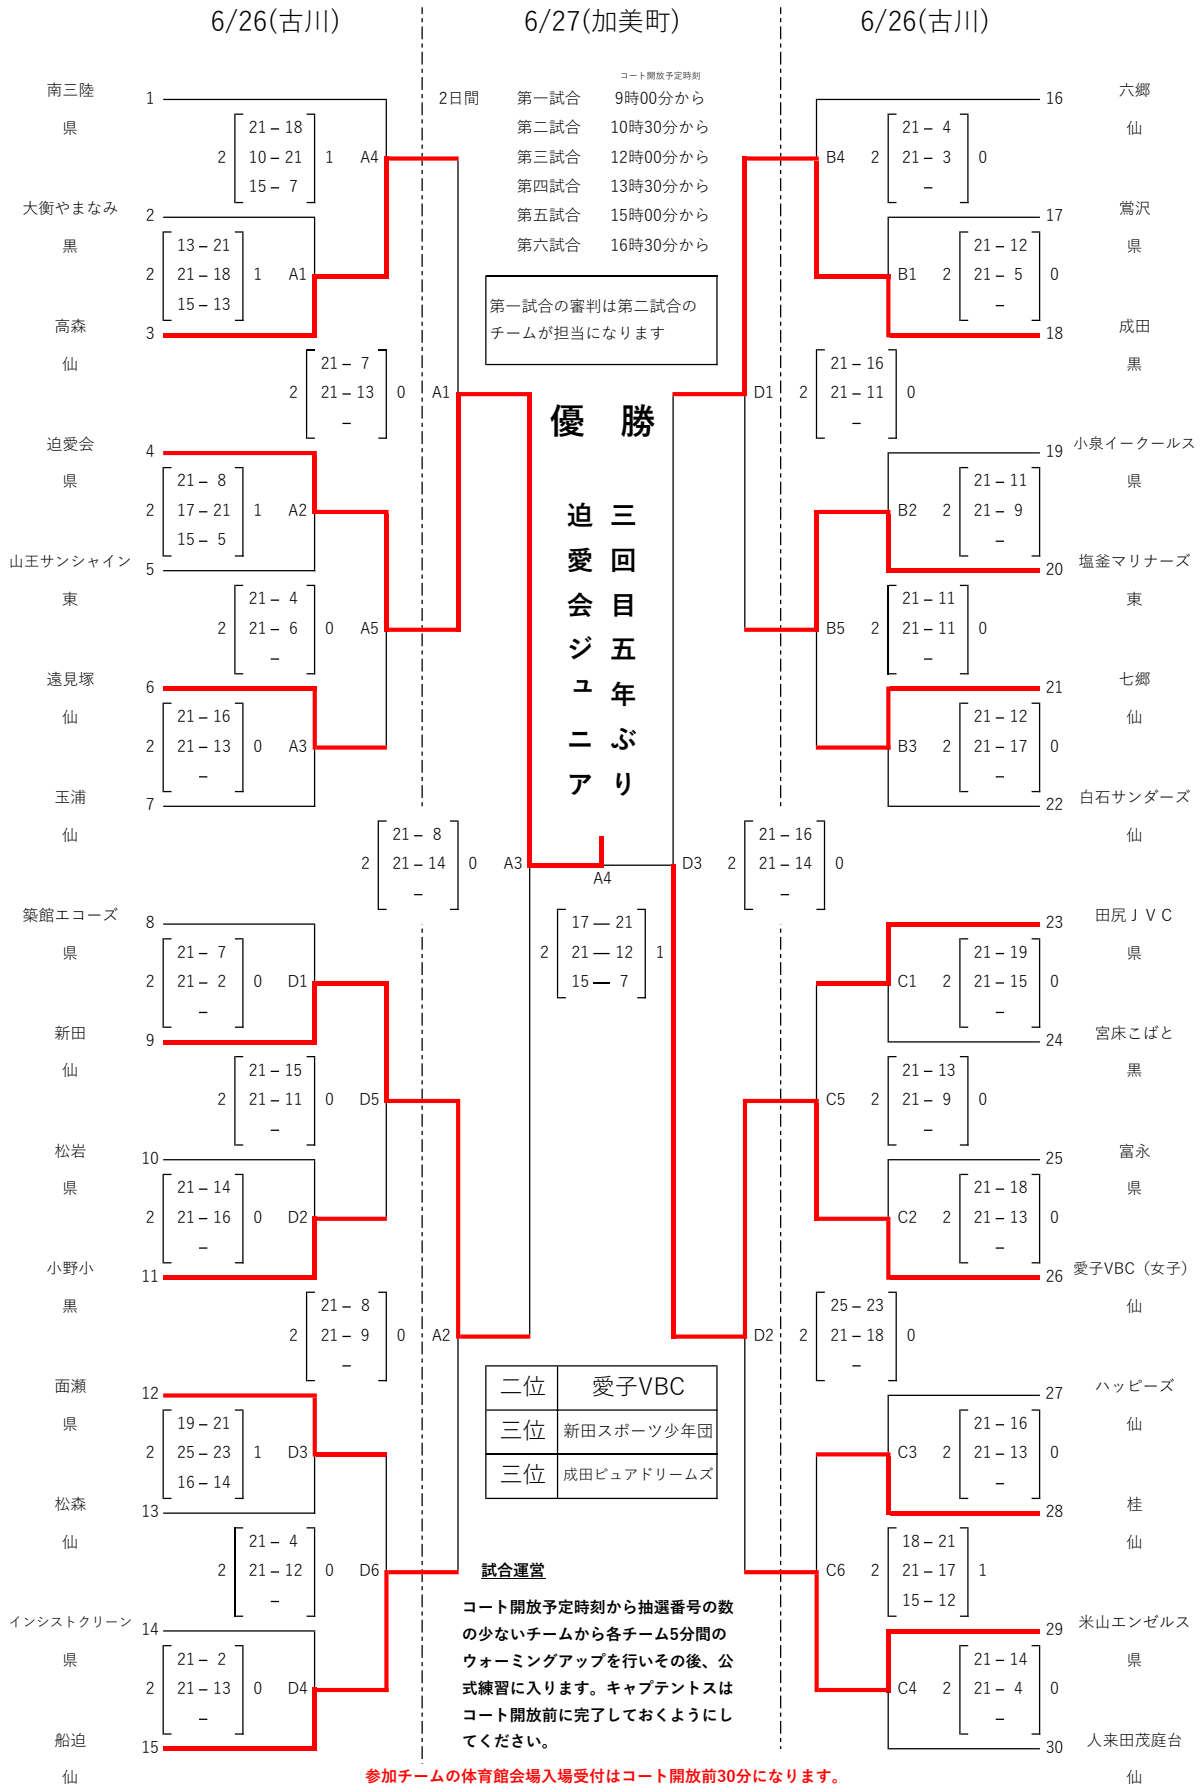 6/26(古川)
6/27(加美町)
6/26(古川)
コート開放予定時刻
2日間 第一試合 9時00分から
第二試合 10時30分から
第三試合 12時00分から
第四試合 13時30分から
第五試合 15時00分から
第六試合 16時30分から
第一試合の審判は第二試合の
チームが担当になります
優 勝
三回目五年ぶり
迫愛会ジュニア
南三陸 1
県
2 21 – 18 1 A4
10 – 21
15 – 7
大衡やまなみ 2
黒
2 13 – 21 1 A1
21 – 18
15 – 13
高森 3
仙
2 21 – 7 0 A1
21 – 13
–
迫愛会 4
県
2 21 – 8 1 A2
17 – 21
15 – 5
山王サンシャイン 5
東
2 21 – 4 0 A5
21 – 6
–
遠見塚 6
仙
2 21 – 16 0 A3
21 – 13
–
玉浦 7
仙
2 21 – 8 0 A3
21 – 14
–
築館エコーズ 8
県
2 21 – 7 0 D1
21 – 2
–
新田 9
仙
2 21 – 15 0 D5
21 – 11
–
松岩 10
県
2 21 – 14 0 D2
21 – 16
–
小野小 11
黒
2 21 – 8 0 A2
21 – 9
–
面瀬 12
県
2 19 – 21 1 D3
25 – 23
16 – 14
松森 13
仙
2 21 – 4 0 D6
21 – 12
–
インシストクリーン 14
県
2 21 – 2 0 D4
21 – 13
–
船迫 15
仙
A4
2 17 — 21 1
21 — 12
15 — 7
16 六郷
仙
B4 2 21 – 4 0
21 – 3
–
17 鶯沢
県
B1 2 21 – 12 0
21 – 5
–
18 成田
黒
D1 2 21 – 16 0
21 – 11
–
19 小泉イークールス
県
B2 2 21 – 11 0
21 – 9
–
20 塩釜マリナーズ
東
B5 2 21 – 11 0
21 – 11
–
21 七郷
仙
B3 2 21 – 12 0
21 – 17
–
22 白石サンダーズ
仙
D3 2 21 – 16 0
21 – 14
–
23 田尻ＪＶＣ
県
C1 2 21 – 19 0
21 – 15
–
24 宮床こばと
黒
C5 2 21 – 13 0
21 – 9
–
25 富永
県
C2 2 21 – 18 0
21 – 13
–
26 愛子VBC（女子）
仙
D2 2 25 – 23 0
21 – 18
–
27 ハッピーズ
仙
C3 2 21 – 16 0
21 – 13
–
28 桂
仙
C6 2 18 – 21 1
21 – 17
15 – 12
29 米山エンゼルス
県
C4 2 21 – 14 0
21 – 4
–
30 人来田茂庭台
仙
二位 愛子VBC
三位 新田スポーツ少年団
三位 成田ピュアドリームズ
試合運営
コート開放予定時刻から抽選番号の数
の少ないチームから各チーム5分間の
ウォーミングアップを行いその後、公
式練習に入ります。キャプテントスは
コート開放前に完了しておくようにし
てください。
参加チームの体育館会場入場受付はコート開放前30分になります。